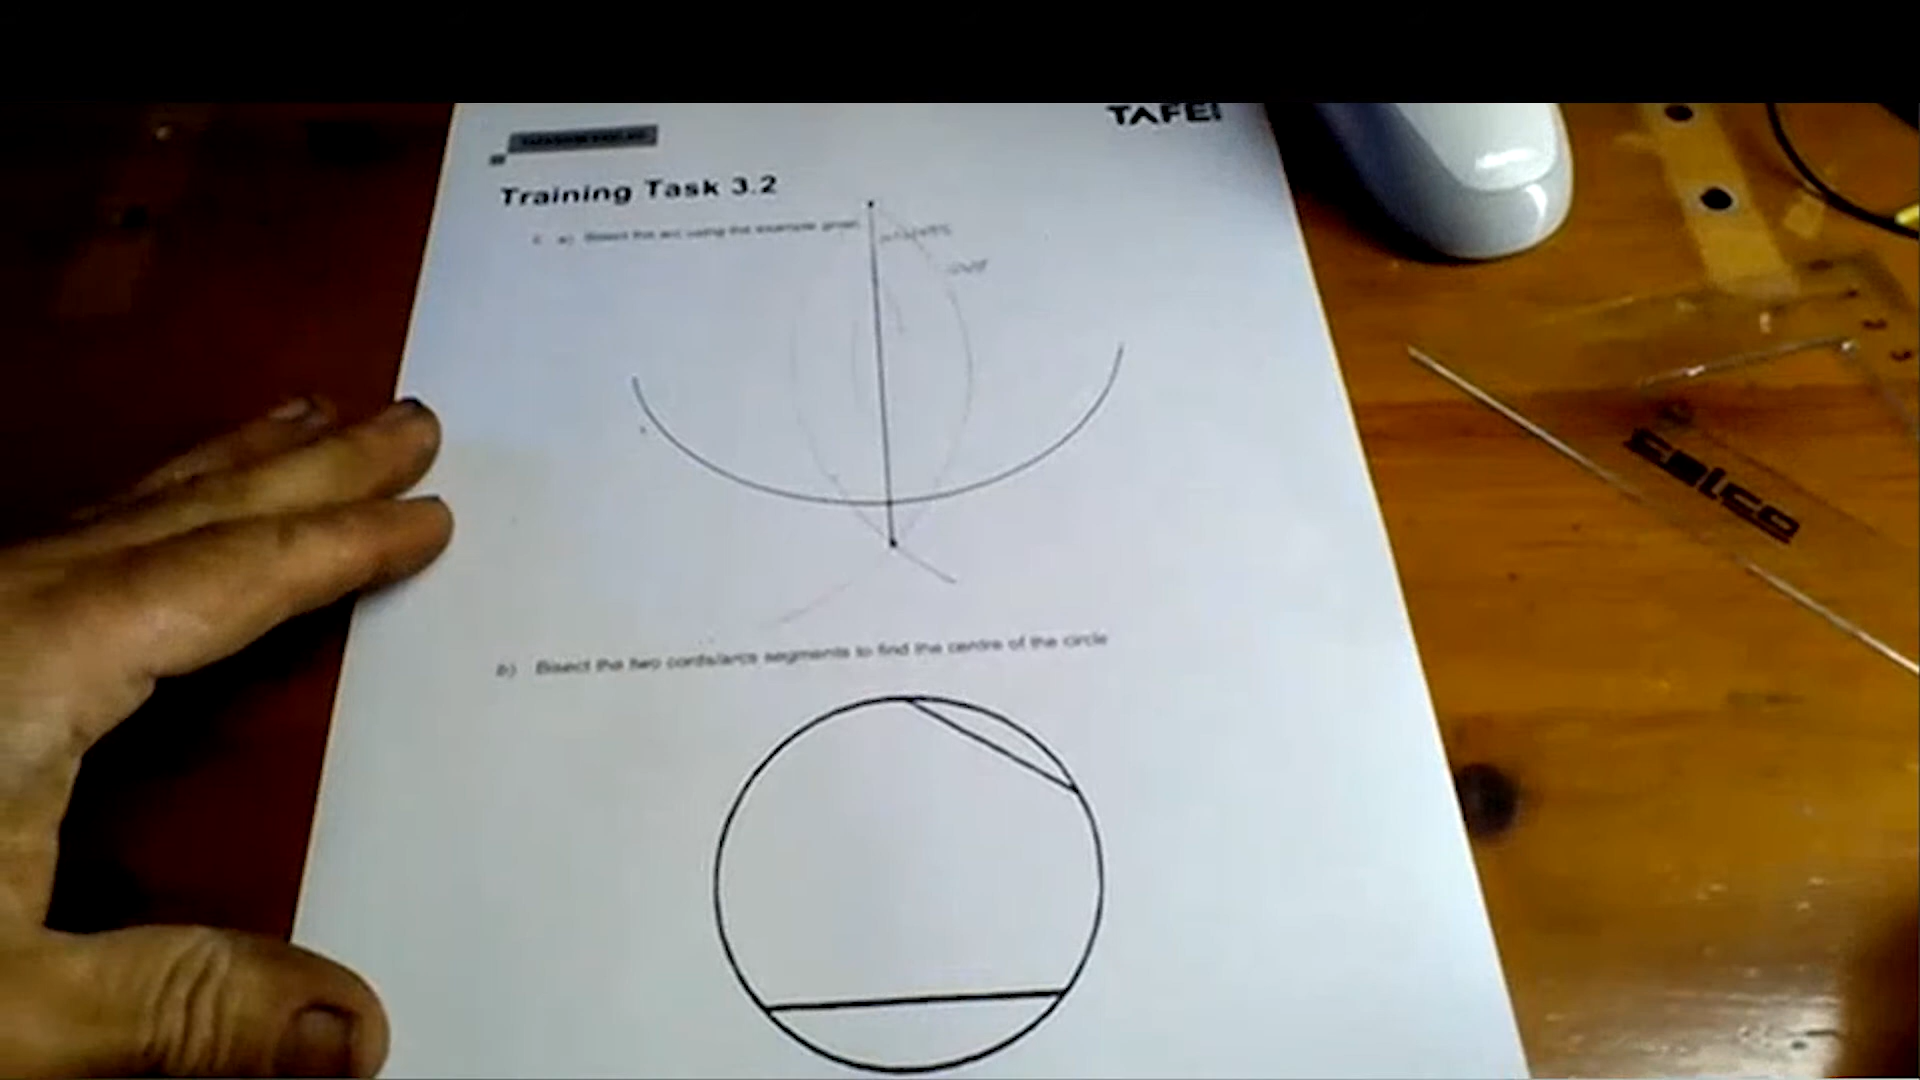 TAFE
Training Task 3.2
a) Bisect the arc using the example given
b) Bisect the two cords/arcs segments to find the centre of the circle
celco